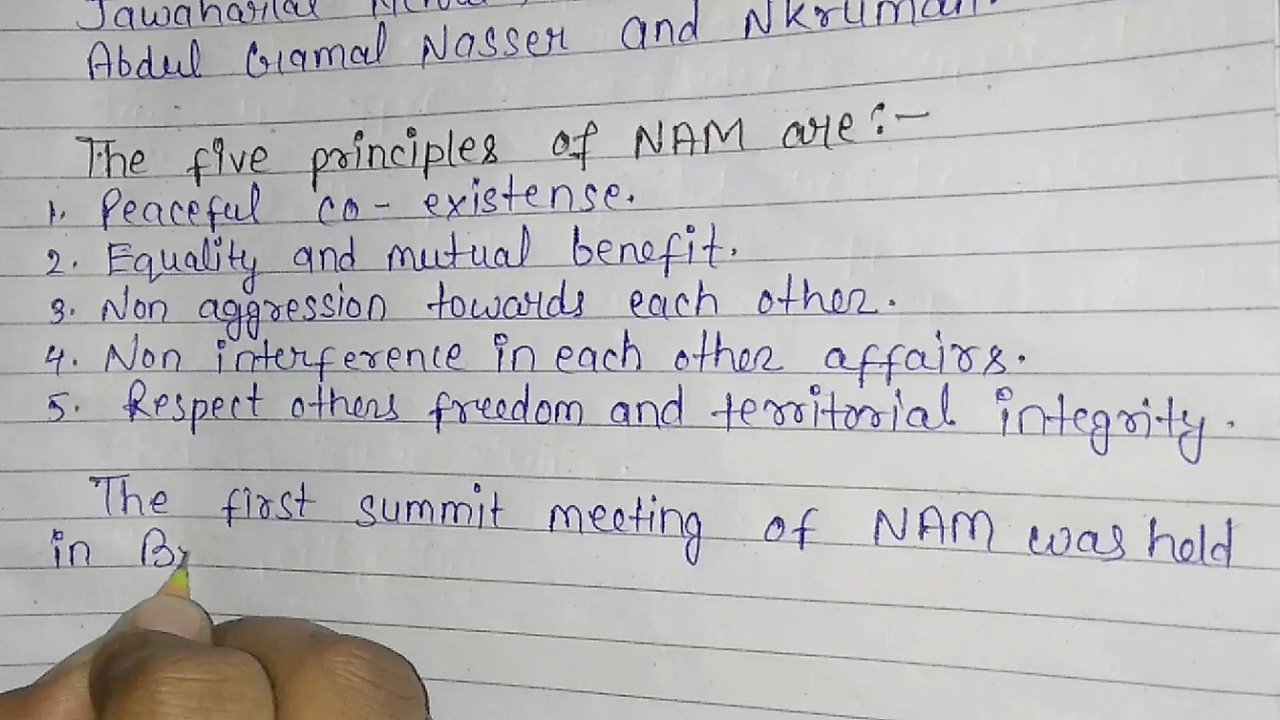 Jawaharlal
Abdul Gamal Nasser and Nkrumah.
The five principles of NAM are:-
1. Peaceful co-existense.
2. Equality and mutual benefit.
3. Non aggression towards each other.
4. Non interference in each other affairs.
5. Respect others freedom and territorial integrity.
The first summit meeting of NAM was held
in